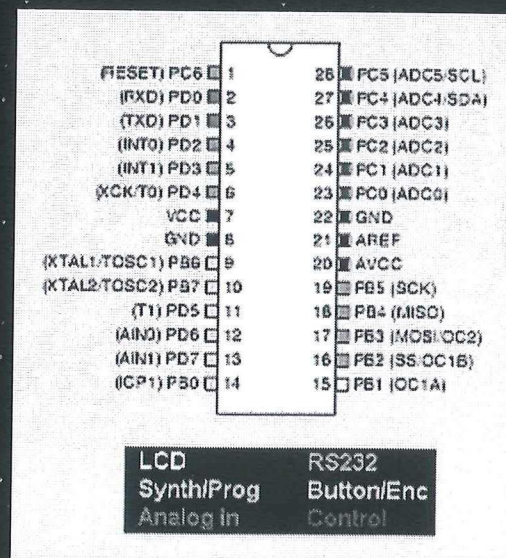 (RESET) PC6 1 28 PC5 (ADC5/SCL)
(RXD) PD0 2 27 PC4 (ADC4/SDA)
(TXD) PD1 3 26 PC3 (ADC3)
(INT0) PD2 4 25 PC2 (ADC2)
(INT1) PD3 5 24 PC1 (ADC1)
(XCK/T0) PD4 6 23 PC0 (ADC0)
VCC 7 22 GND
GND 8 21 AREF
(XTAL1/TOSC1) PB6 9 20 AVCC
(XTAL2/TOSC2) PB7 10 19 PB5 (SCK)
(T1) PD5 11 18 PB4 (MISO)
(AIN0) PD6 12 17 PB3 (MOSI/OC2)
(AIN1) PD7 13 16 PB2 (SS/OC1B)
(ICP1) PB0 14 15 PB1 (OC1A)
LCD RS232
Synth/Prog Button/Enc
Analog In Control